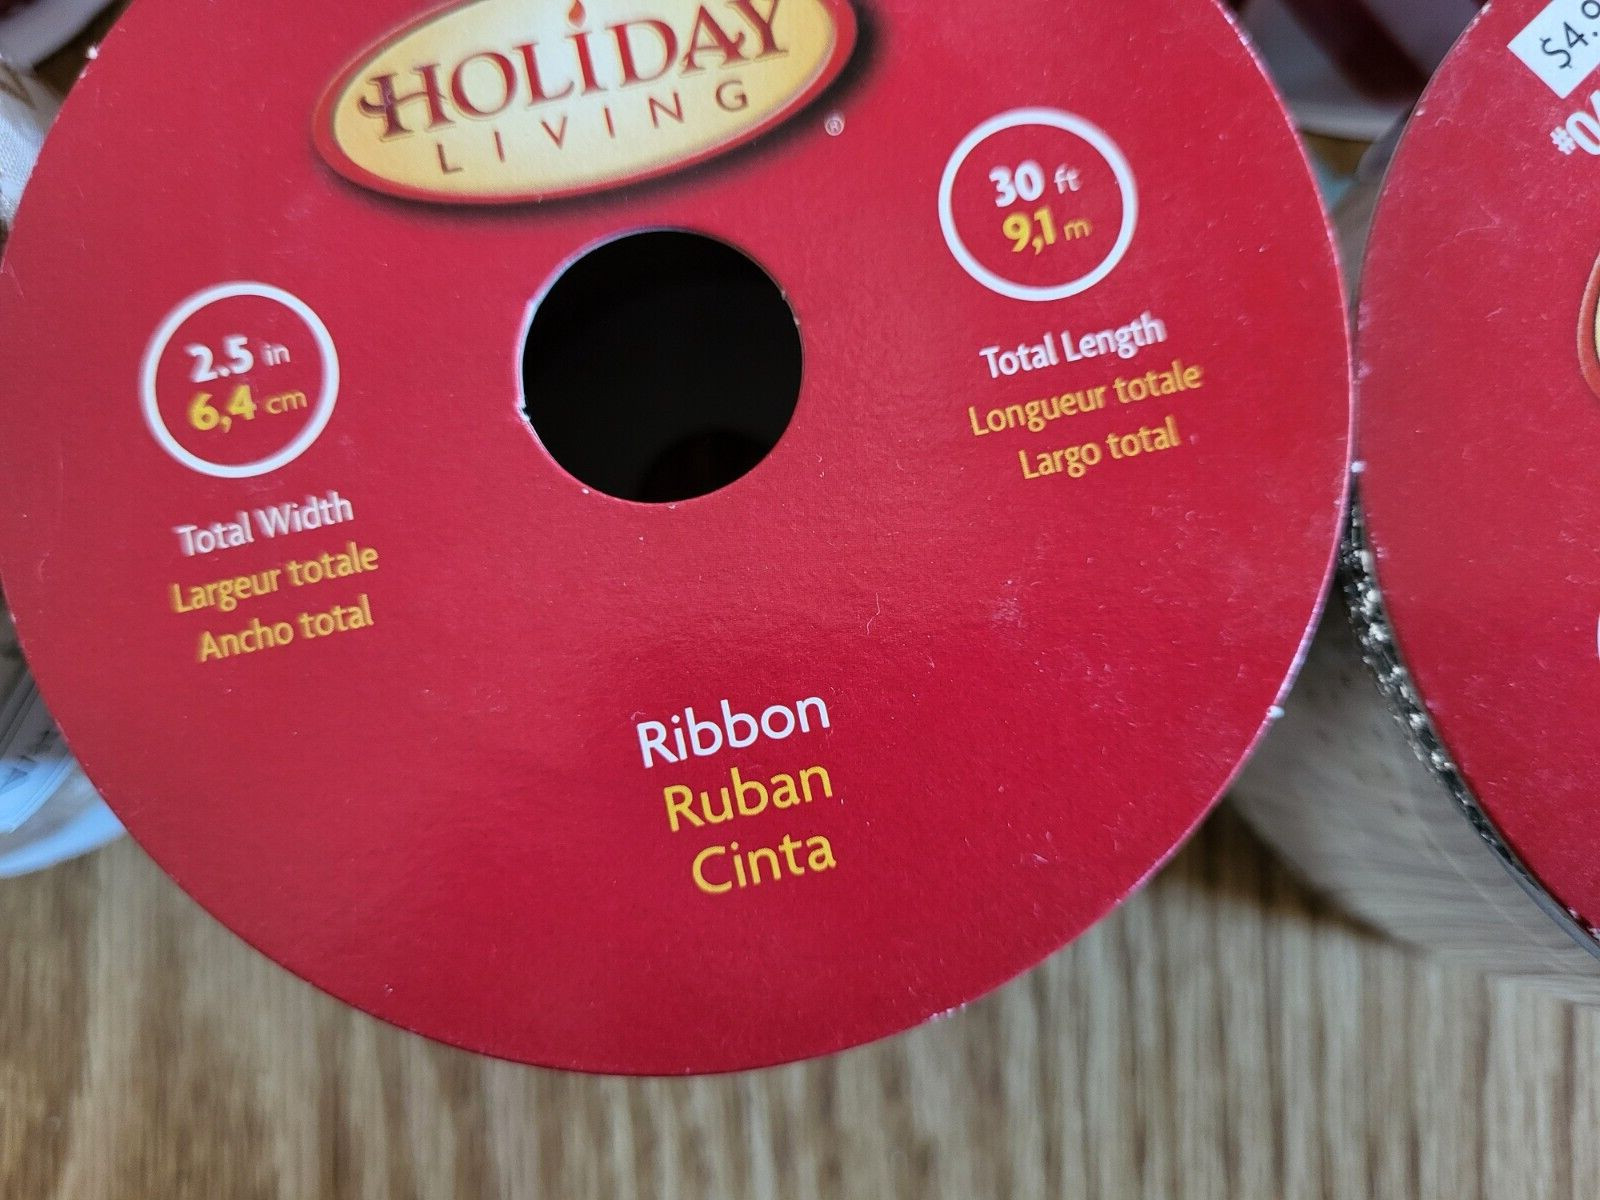 HOLIDAY
LIVING
®
30 ft
9,1 m
Total Length
Longueur totale
Largo total
2.5 in
6,4 cm
Total Width
Largeur totale
Ancho total
Ribbon
Ruban
Cinta